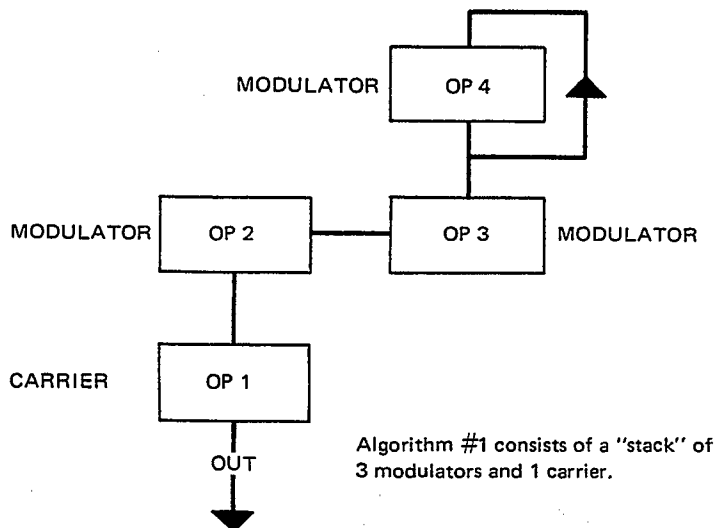 MODULATOR OP 4
MODULATOR OP 2 OP 3 MODULATOR
CARRIER OP 1
OUT
Algorithm #1 consists of a "stack" of
3 modulators and 1 carrier.